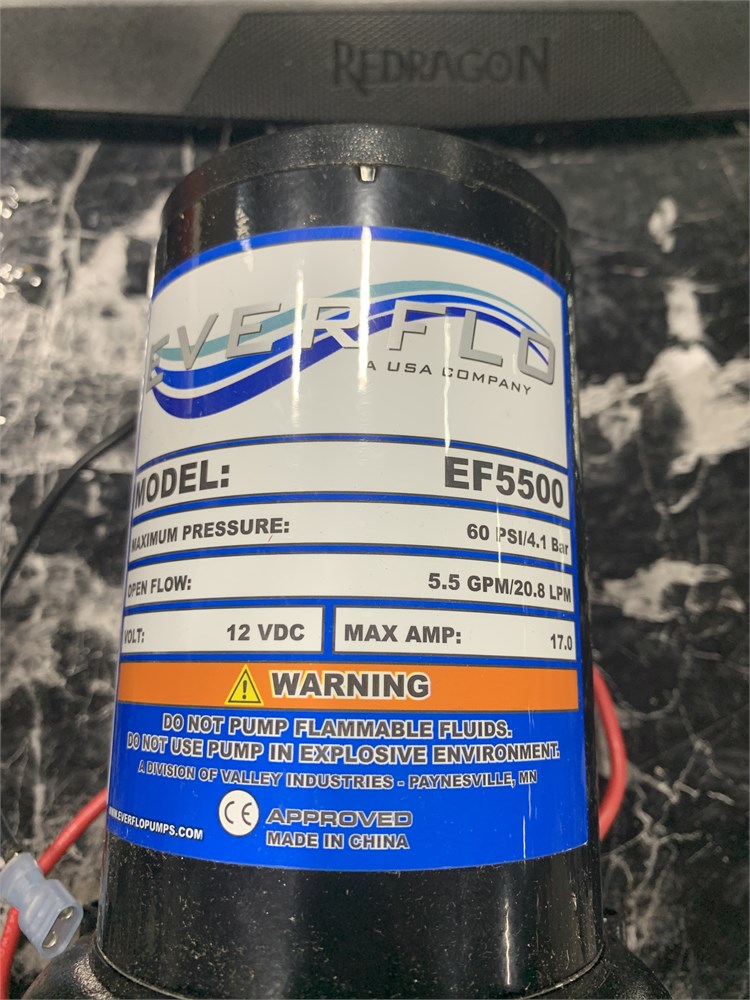 REDRAGON
EVERFLO
A USA COMPANY
MODEL: EF5500
MAXIMUM PRESSURE: 60 PSI/4.1 Bar
OPEN FLOW: 5.5 GPM/20.8 LPM
VOLT: 12 VDC MAX AMP: 17.0
WARNING
DO NOT PUMP FLAMMABLE FLUIDS.
DO NOT USE PUMP IN EXPLOSIVE ENVIRONMENT.
A DIVISION OF VALLEY INDUSTRIES - PAYNESVILLE, MN
WWW.EVERFLOPUMPS.COM CE APPROVED
MADE IN CHINA